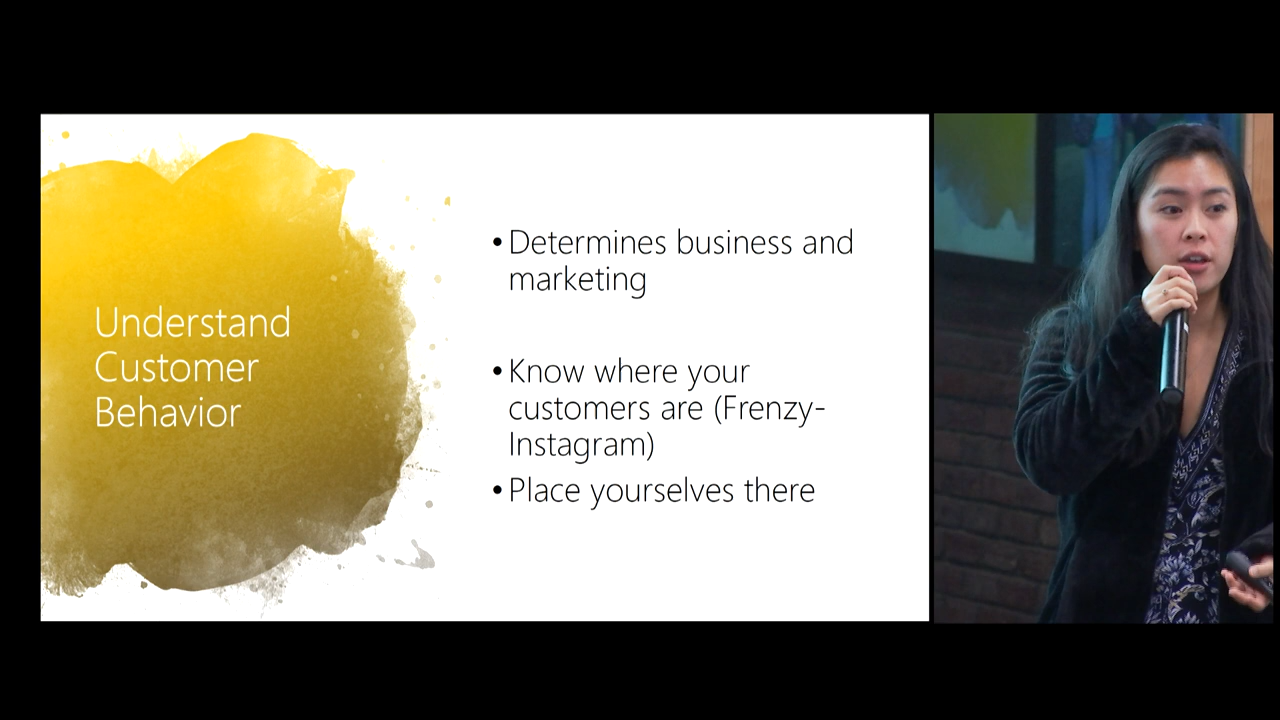 Understand
Customer
Behavior
•Determines business and
marketing
•Know where your
customers are (Frenzy-
Instagram)
•Place yourselves there